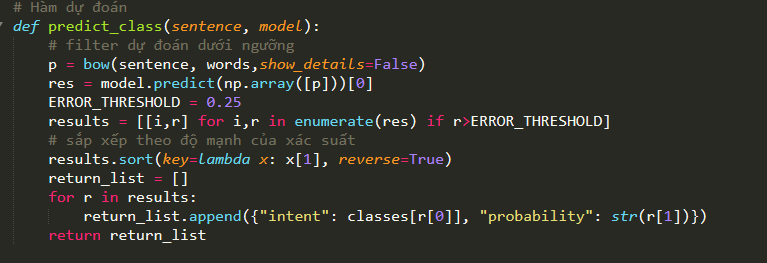 # Hàm dự đoán
def predict_class(sentence, model):
    # filter dự đoán dưới ngưỡng
    p = bow(sentence, words,show_details=False)
    res = model.predict(np.array([p]))[0]
    ERROR_THRESHOLD = 0.25
    results = [[i,r] for i,r in enumerate(res) if r>ERROR_THRESHOLD]
    # sắp xếp theo độ mạnh của xác suất
    results.sort(key=lambda x: x[1], reverse=True)
    return_list = []
    for r in results:
        return_list.append({"intent": classes[r[0]], "probability": str(r[1])})
    return return_list